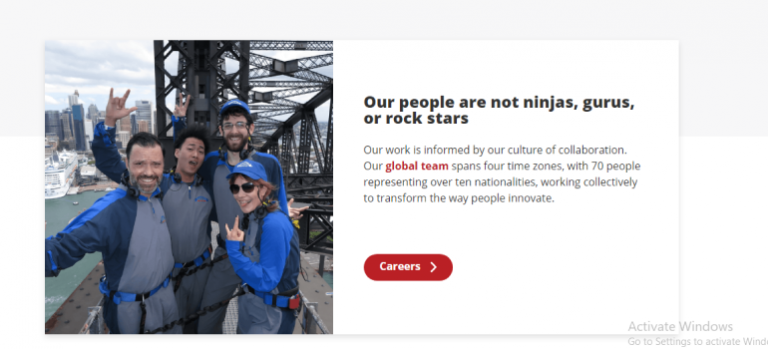 Our people are not ninjas, gurus,
or rock stars
Our work is informed by our culture of collaboration.
Our global team spans four time zones, with 70 people
representing over ten nationalities, working collectively
to transform the way people innovate.
Careers
Activate Windows
Go to Settings to activate